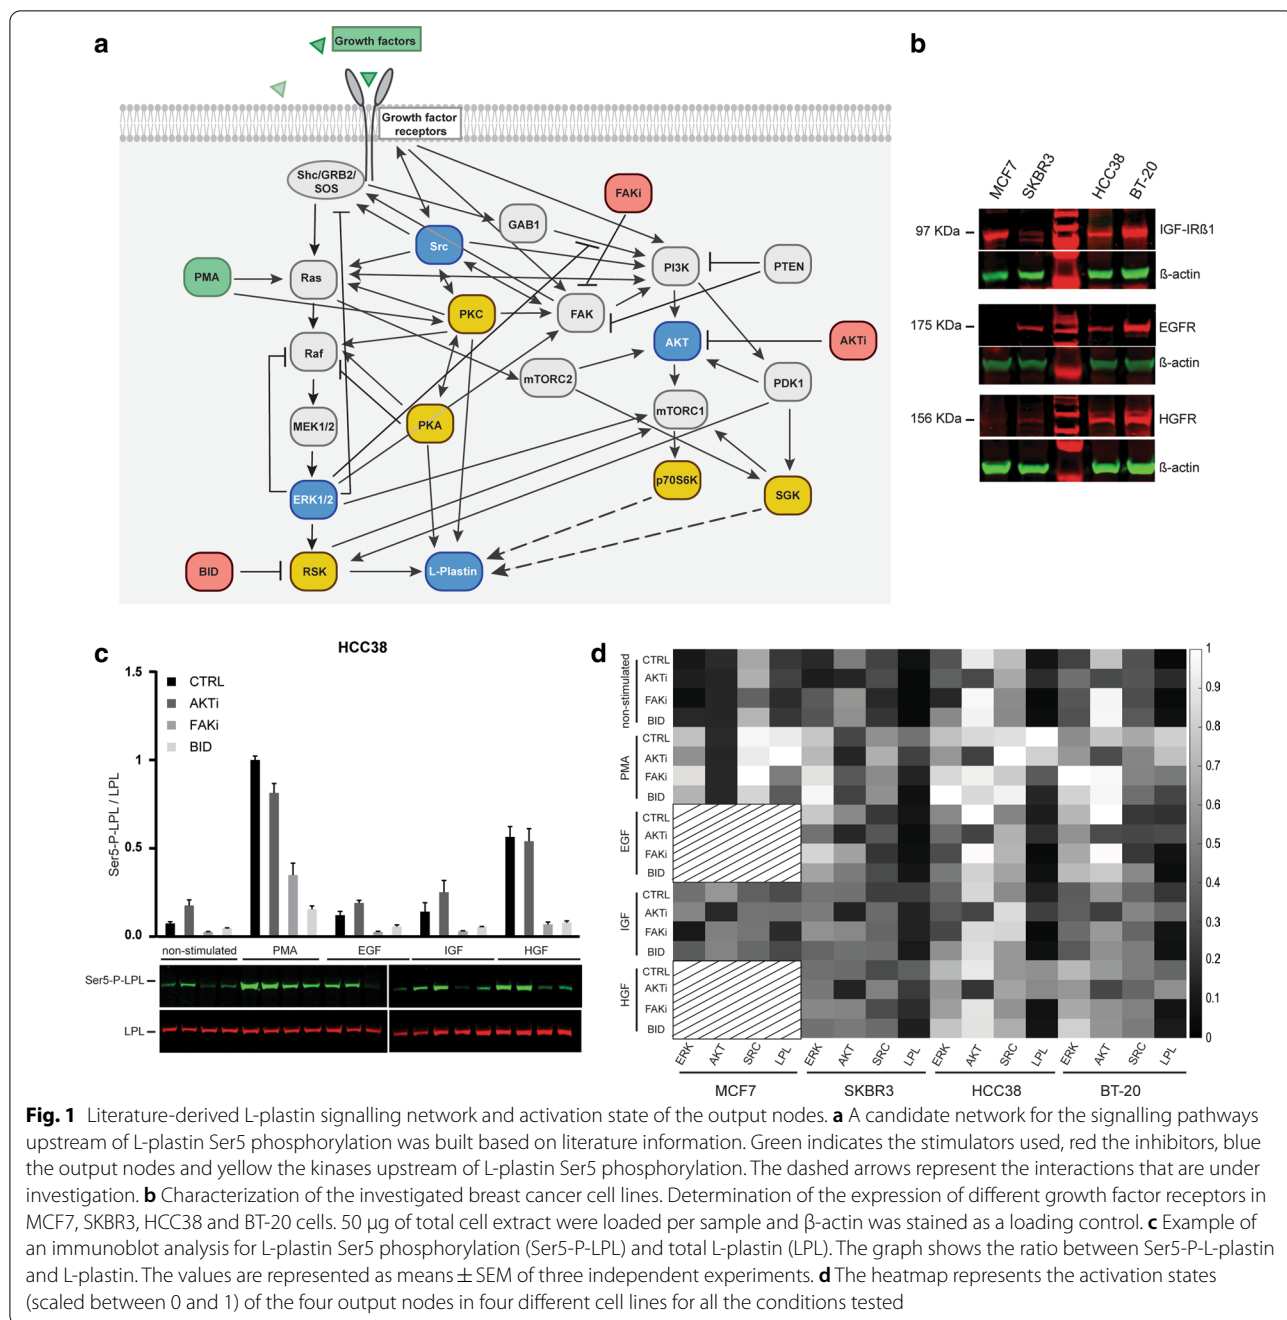 a
Growth factors
Growth factor
receptors
Shc/GRB2/
SOS
FAKi
GAB1
Src
PI3K
PTEN
PMA
Ras
PKC
FAK
AKT
AKTi
Raf
mTORC2
PDK1
mTORC1
MEK1/2
PKA
ERK1/2
p70S6K
SGK
BID
RSK
L-Plastin
b
MCF7
SKBR3
HCC38
BT-20
97 KDa
IGF-IRß1
ß-actin
175 KDa
EGFR
ß-actin
156 KDa
HGFR
ß-actin
c
HCC38
Ser5-P-LPL / LPL
1.5
1
0.5
0.0
CTRL
AKTi
FAKi
BID
non-stimulated
PMA
EGF
IGF
HGF
Ser5-P-LPL
LPL
d
non-stimulated
CTRL
AKTi
FAKi
BID
PMA
CTRL
AKTi
FAKi
BID
EGF
CTRL
AKTi
FAKi
BID
IGF
CTRL
AKTi
FAKi
BID
HGF
CTRL
AKTi
FAKi
BID
ERK AKT SRC LPL ERK AKT SRC LPL ERK AKT SRC LPL ERK AKT SRC LPL
MCF7 SKBR3 HCC38 BT-20
1
0.9
0.8
0.7
0.6
0.5
0.4
0.3
0.2
0.1
0
Fig. 1 Literature-derived L-plastin signalling network and activation state of the output nodes. a A candidate network for the signalling pathways
upstream of L-plastin Ser5 phosphorylation was built based on literature information. Green indicates the stimulators used, red the inhibitors, blue
the output nodes and yellow the kinases upstream of L-plastin Ser5 phosphorylation. The dashed arrows represent the interactions that are under
investigation. b Characterization of the investigated breast cancer cell lines. Determination of the expression of different growth factor receptors in
MCF7, SKBR3, HCC38 and BT-20 cells. 50 µg of total cell extract were loaded per sample and β-actin was stained as a loading control. c Example of
an immunoblot analysis for L-plastin Ser5 phosphorylation (Ser5-P-LPL) and total L-plastin (LPL). The graph shows the ratio between Ser5-P-L-plastin
and L-plastin. The values are represented as means ± SEM of three independent experiments. d The heatmap represents the activation states
(scaled between 0 and 1) of the four output nodes in four different cell lines for all the conditions tested